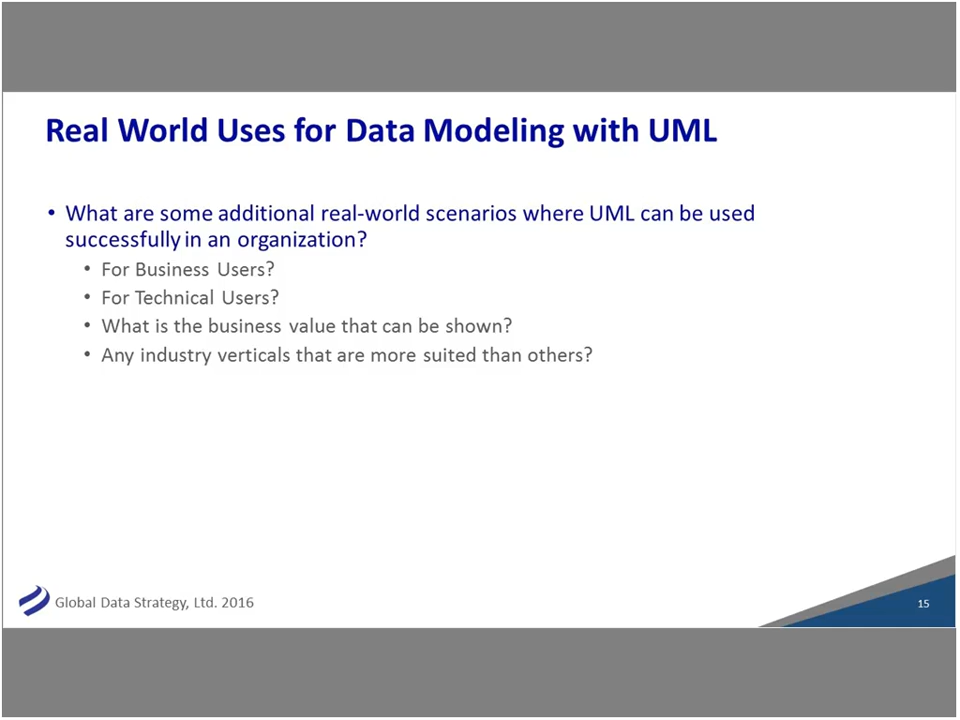 Real World Uses for Data Modeling with UML
• What are some additional real-world scenarios where UML can be used
successfully in an organization?
• For Business Users?
• For Technical Users?
• What is the business value that can be shown?
• Any industry verticals that are more suited than others?
Global Data Strategy, Ltd. 2016
15